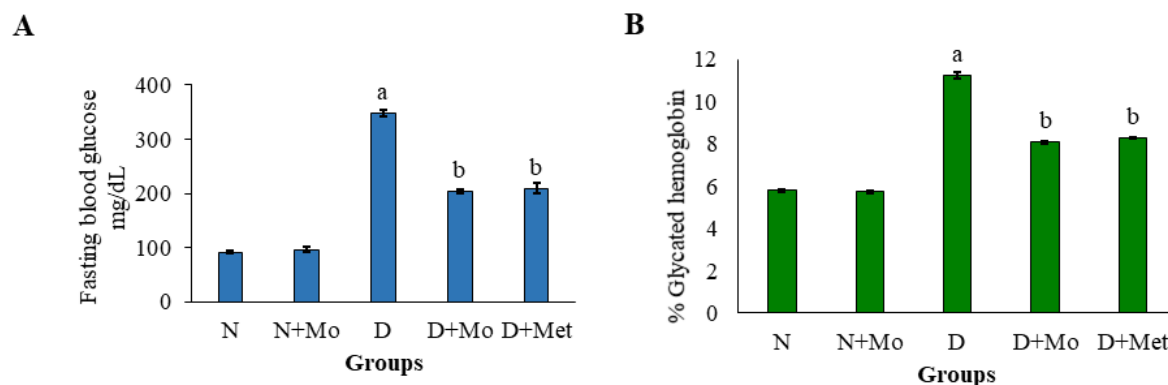 A
Fasting blood glucose
mg/dL
400
300
200
100
0
a
b
b
N
N+Mo
D
D+Mo
D+Met
Groups
B
% Glycated hemoglobin
12
10
8
6
4
2
0
a
b
b
N
N+Mo
D
D+Mo
D+Met
Groups